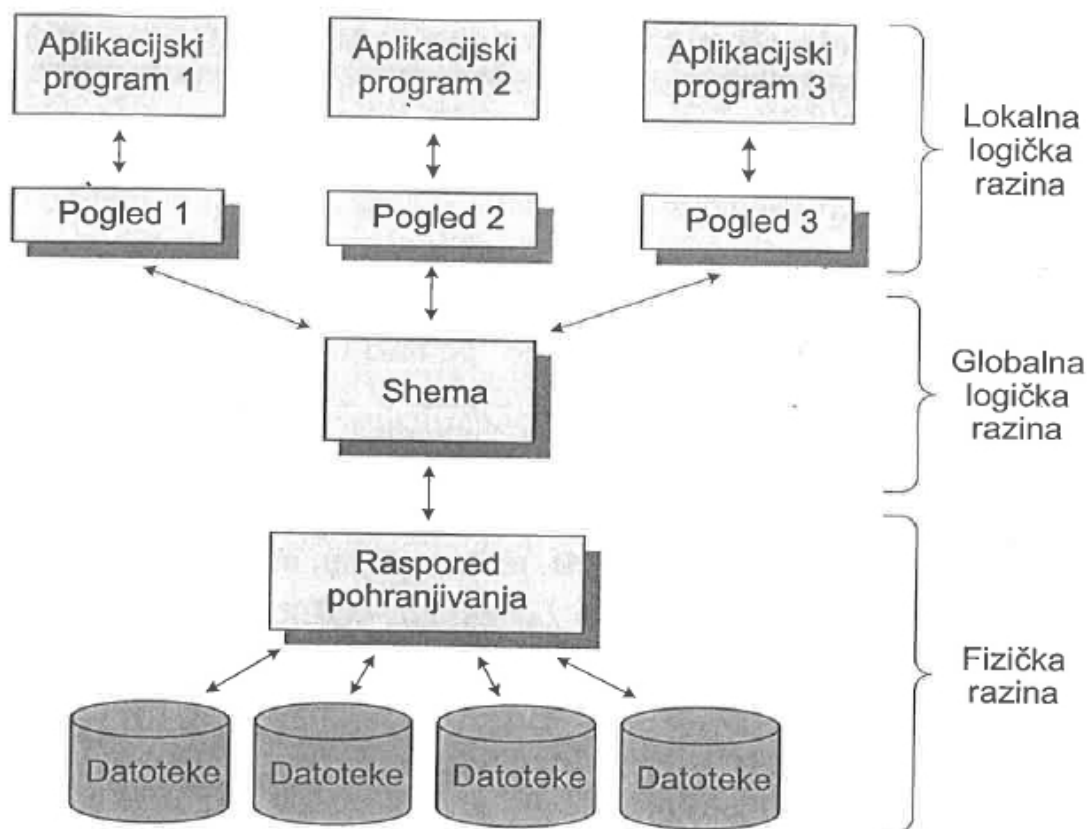 Aplikacijski
program 1
Aplikacijski
program 2
Aplikacijski
program 3
Lokalna
logička
razina
Pogled 1
Pogled 2
Pogled 3
Shema
Globalna
logička
razina
Raspored
pohranjivanja
Fizička
razina
Datoteke
Datoteke
Datoteke
Datoteke